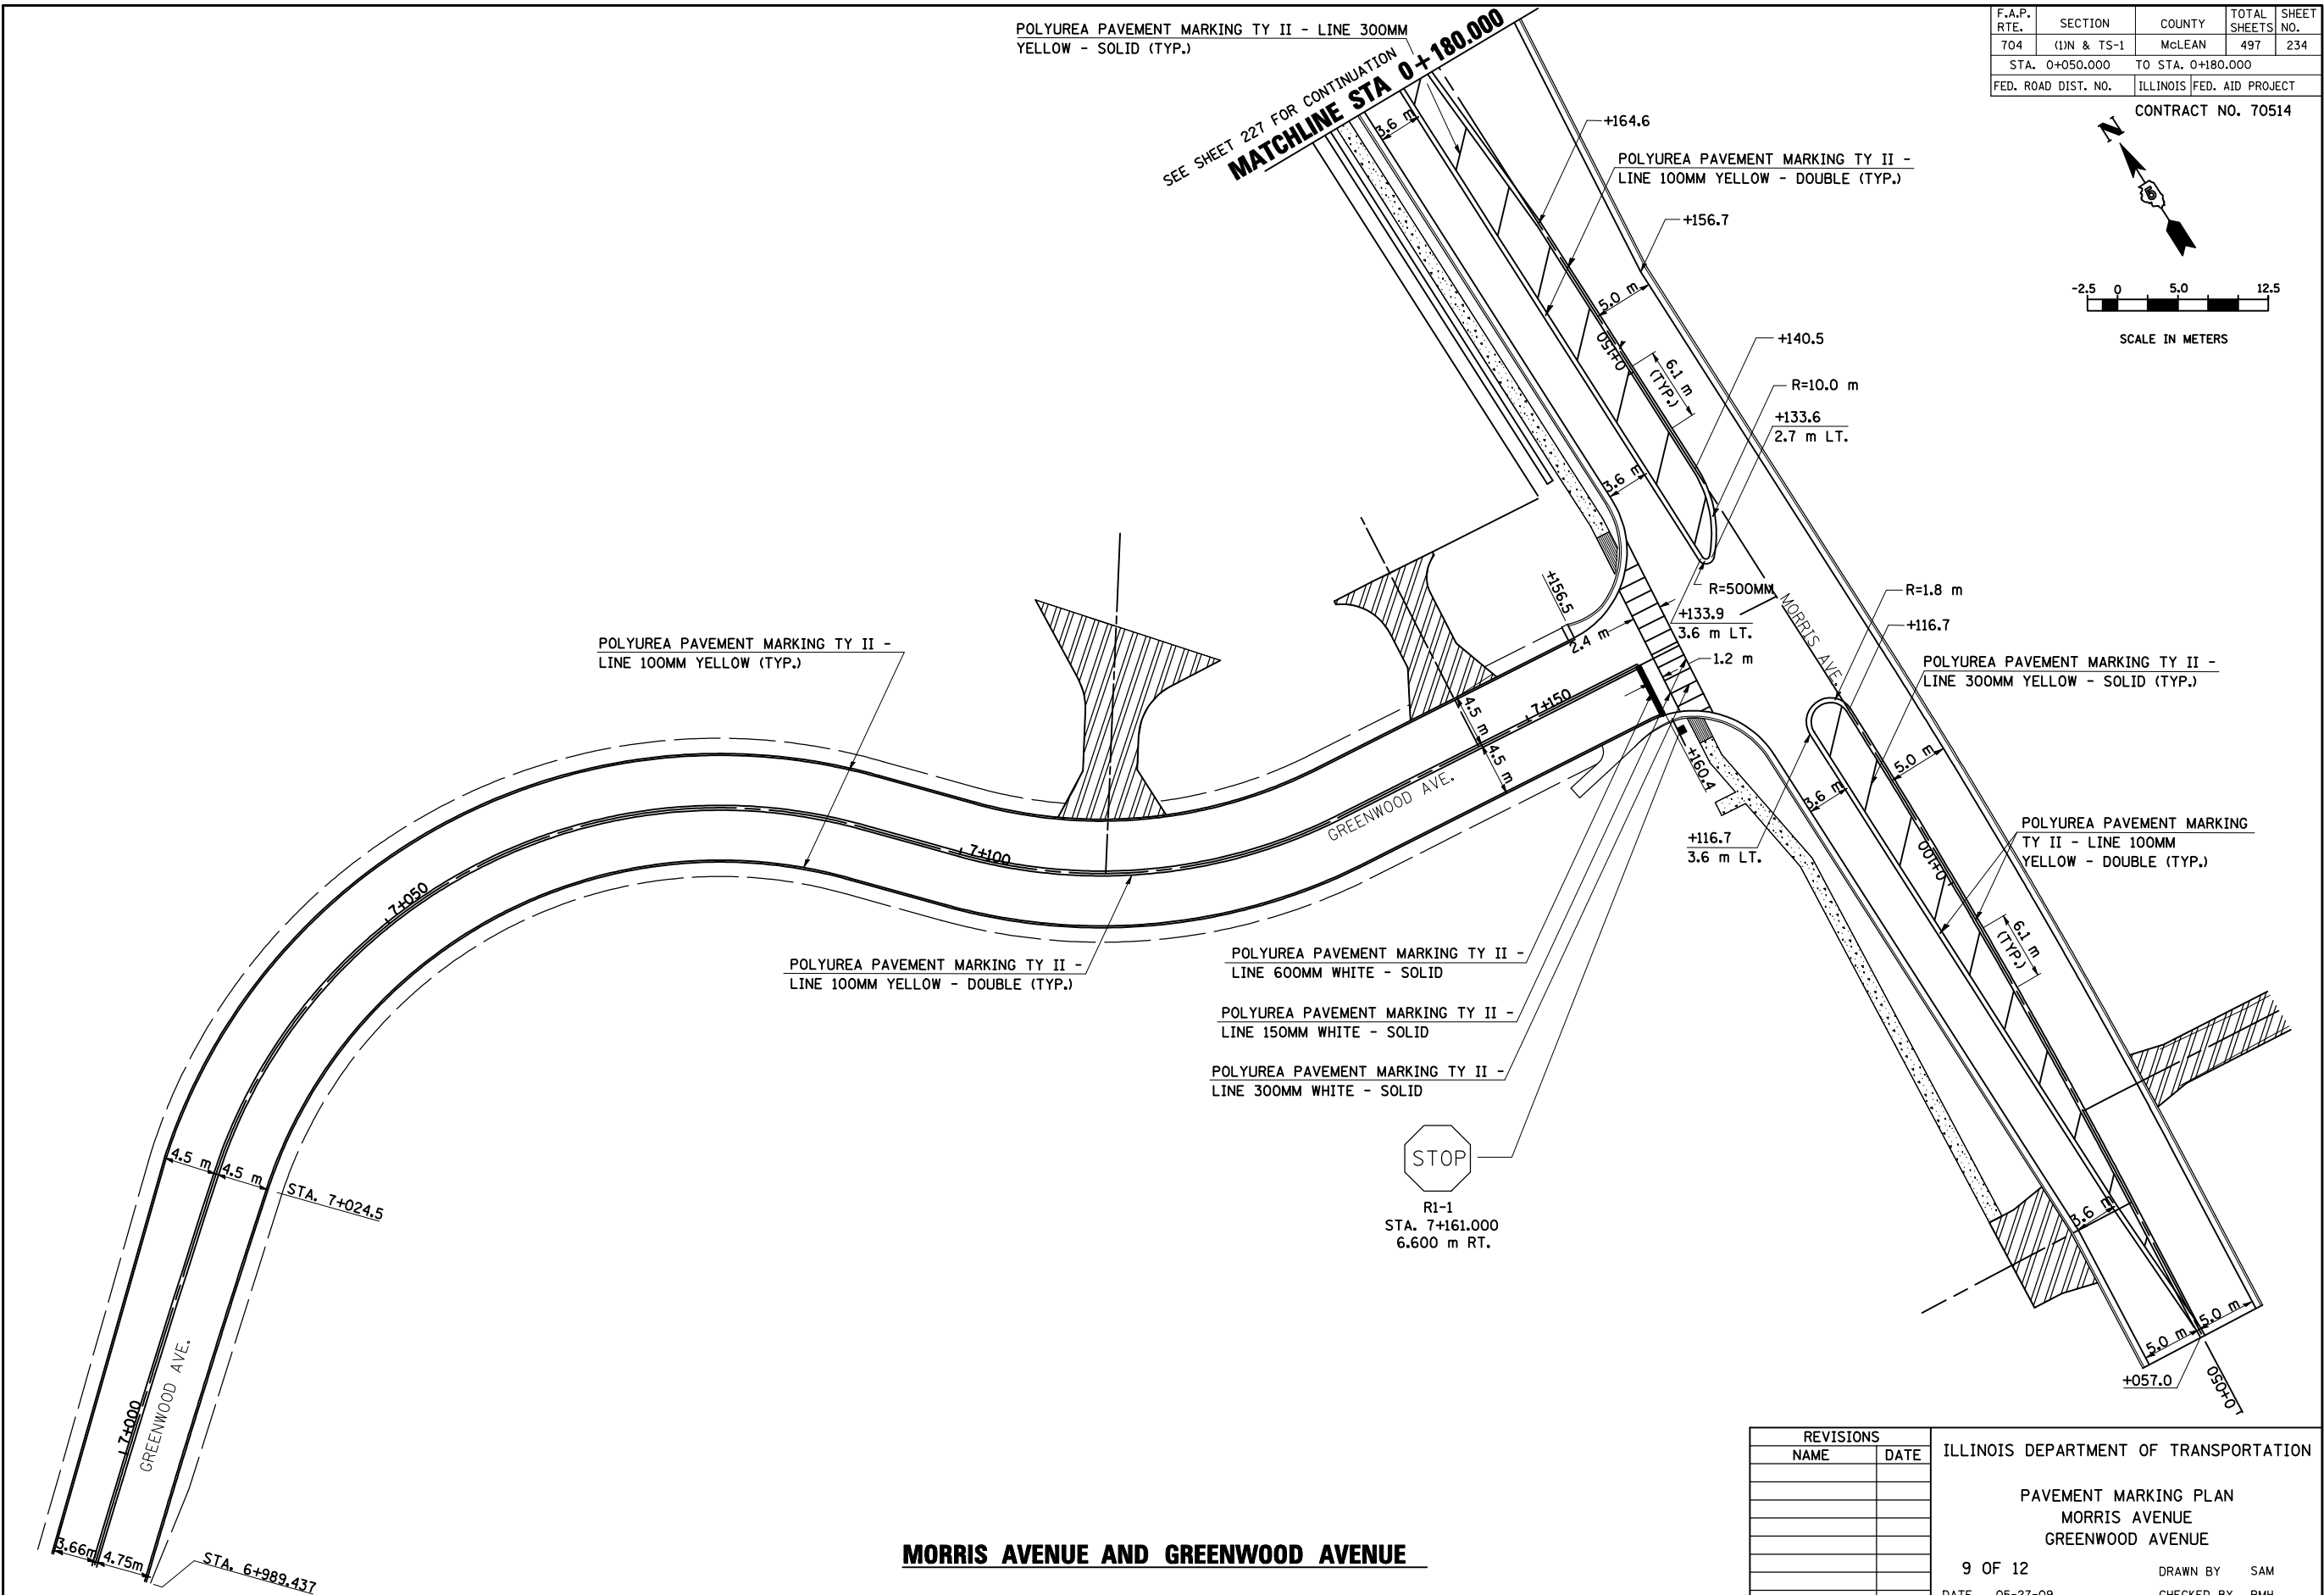 POLYUREA PAVEMENT MARKING TY II - LINE 300MM
YELLOW - SOLID (TYP.)
SEE SHEET 227 FOR CONTINUATION
MATCHLINE STA 0+180.000
F.A.P. RTE. SECTION COUNTY TOTAL SHEETS SHEET NO.
704 (1)N & TS-1 McLEAN 497 234
STA. 0+050.000 TO STA. 0+180.000
FED. ROAD DIST. NO. ILLINOIS FED. AID PROJECT
CONTRACT NO. 70514
N
-2.5 0 5.0 12.5
SCALE IN METERS
3.6 m
+164.6
POLYUREA PAVEMENT MARKING TY II -
LINE 100MM YELLOW - DOUBLE (TYP.)
+156.7
5.0 m
0+150
6.1 m
(TYP.)
+140.5
R=10.0 m
+133.6
2.7 m LT.
3.6 m
R=500MM
+133.9
3.6 m LT.
MORRIS AVE.
+156.5
2.4 m
1.2 m
R=1.8 m
+116.7
POLYUREA PAVEMENT MARKING TY II -
LINE 300MM YELLOW - SOLID (TYP.)
POLYUREA PAVEMENT MARKING TY II -
LINE 100MM YELLOW (TYP.)
4.5 m
4.5 m
7+150
GREENWOOD AVE.
+160.4
5.0 m
3.6 m
+116.7
3.6 m LT.
POLYUREA PAVEMENT MARKING
TY II - LINE 100MM
YELLOW - DOUBLE (TYP.)
0+100
6.1 m
(TYP.)
7+100
7+050
POLYUREA PAVEMENT MARKING TY II -
LINE 100MM YELLOW - DOUBLE (TYP.)
POLYUREA PAVEMENT MARKING TY II -
LINE 600MM WHITE - SOLID
POLYUREA PAVEMENT MARKING TY II -
LINE 150MM WHITE - SOLID
POLYUREA PAVEMENT MARKING TY II -
LINE 300MM WHITE - SOLID
STOP
R1-1
STA. 7+161.000
6.600 m RT.
4.5 m 4.5 m
STA. 7+024.5
3.6 m
5.0 m 5.0 m
+057.0
0+050
7+000
GREENWOOD AVE.
3.66m 4.75m
STA. 6+989.437
MORRIS AVENUE AND GREENWOOD AVENUE
REVISIONS
NAME DATE
ILLINOIS DEPARTMENT OF TRANSPORTATION
PAVEMENT MARKING PLAN
MORRIS AVENUE
GREENWOOD AVENUE
9 OF 12
DRAWN BY SAM
DATE 05-27-09
CHECKED BY RMH